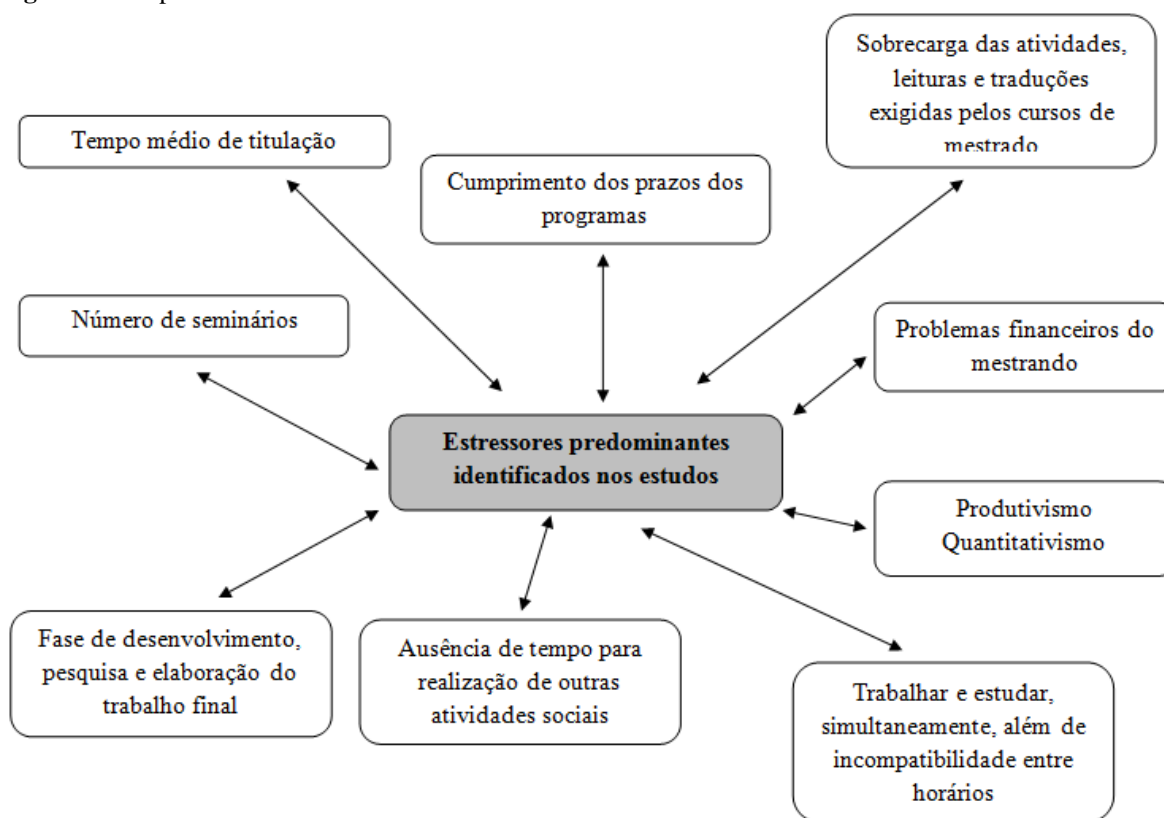 Sobrecarga das atividades,
leituras e traduções
exigidas pelos cursos de
mestrado
Tempo médio de titulação
Cumprimento dos prazos dos
programas
Número de seminários
Problemas financeiros do
mestrando
Estressores predominantes
identificados nos estudos
Produtivismo
Quantitativismo
Fase de desenvolvimento,
pesquisa e elaboração do
trabalho final
Ausência de tempo para
realização de outras
atividades sociais
Trabalhar e estudar,
simultaneamente, além de
incompatibilidade entre
horários